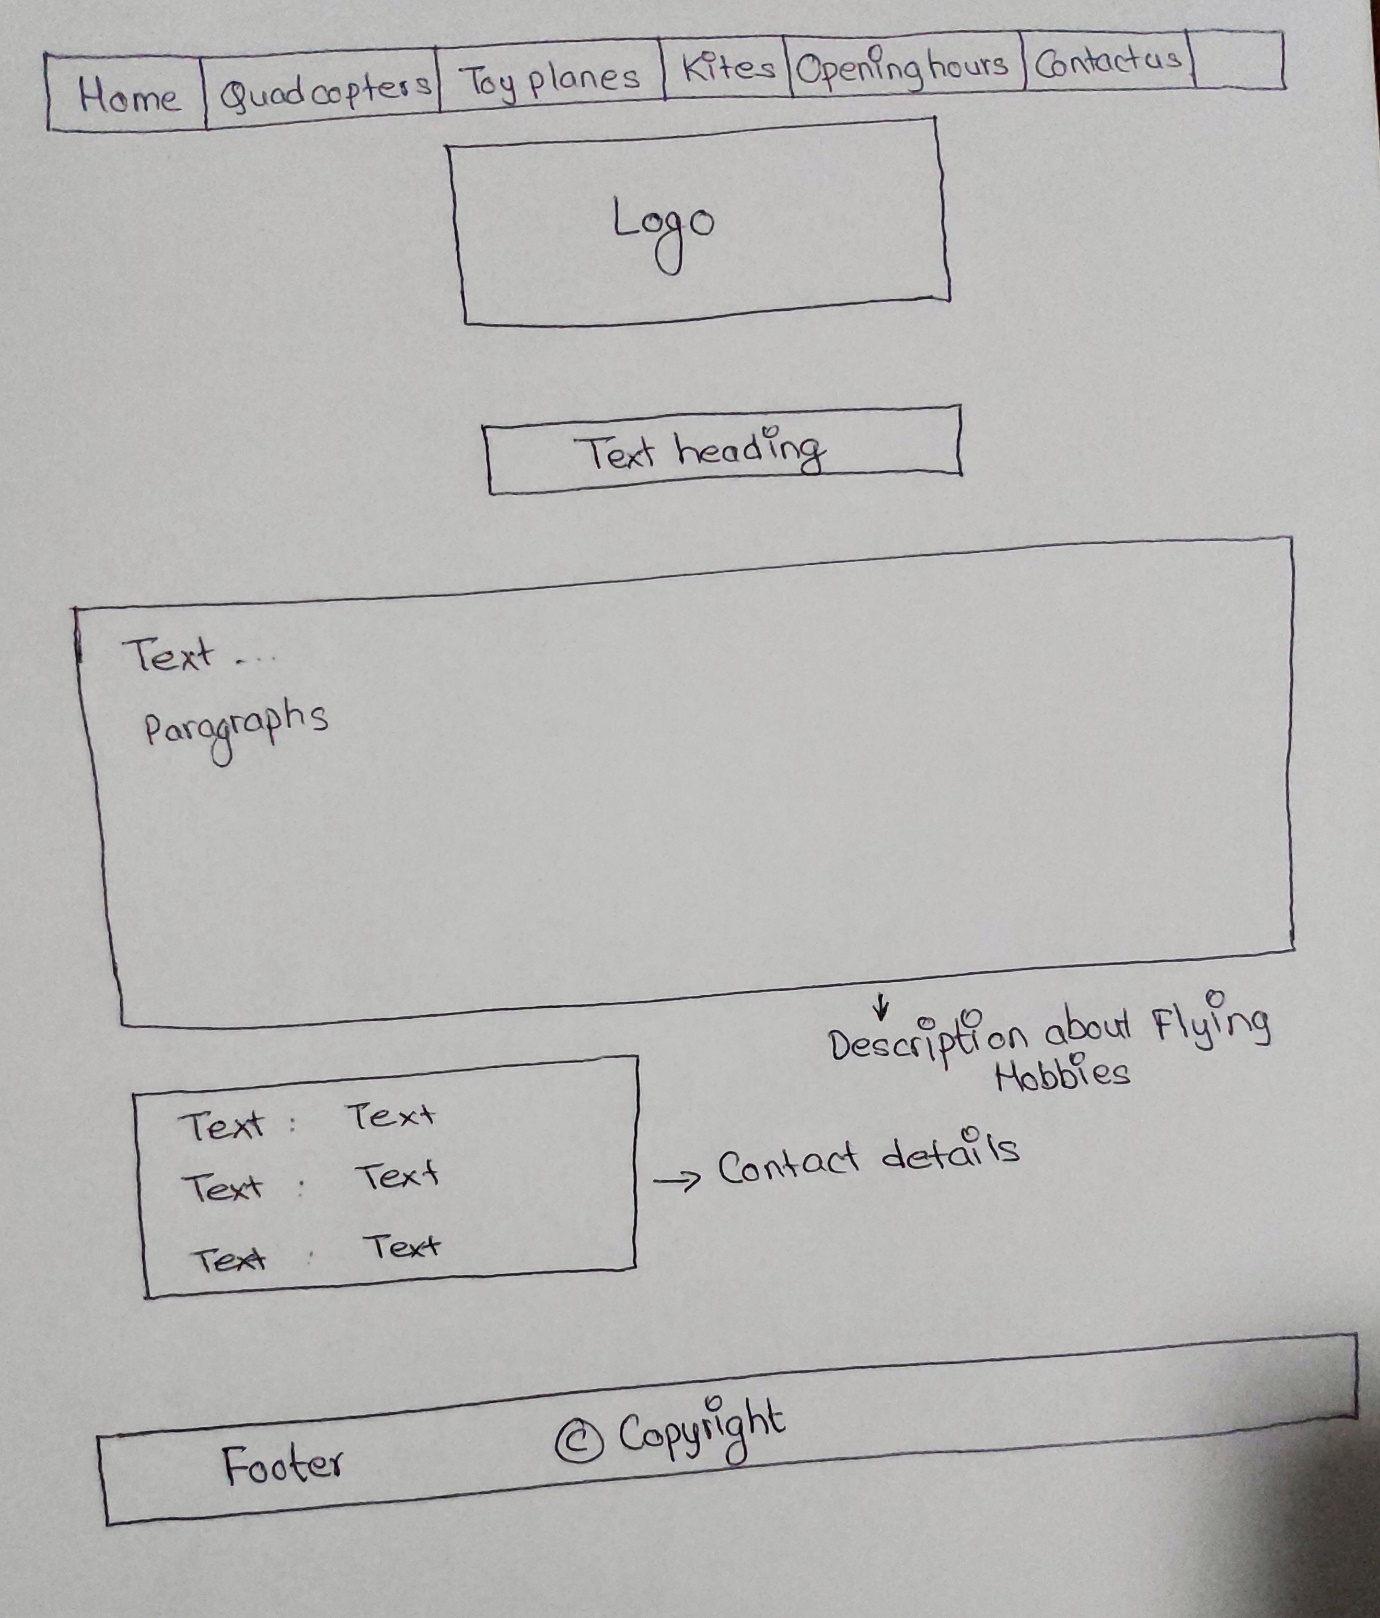 Home Quadcopters Toy planes Kites Opening hours Contact us
Logo
Text heading
Text ....
Paragraphs
Description about Flying
Hobbies
Text : Text
Text : Text
Text : Text
→ Contact details
Footer © Copyright